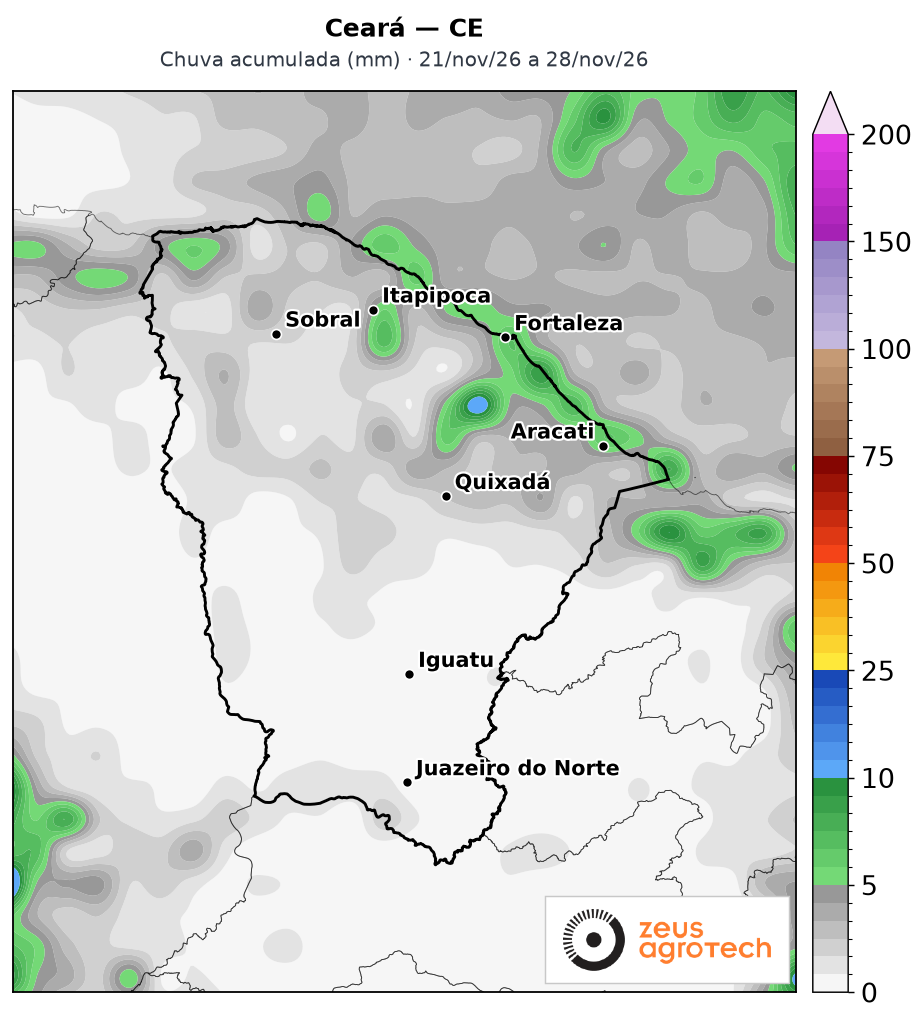 Ceará — CE
Chuva acumulada (mm) · 21/nov/26 a 28/nov/26
200
150
100
75
50
25
10
5
0
Itapipoca
Sobral
Fortaleza
Aracati
Quixadá
Iguatu
Juazeiro do Norte
zeus
agrotech